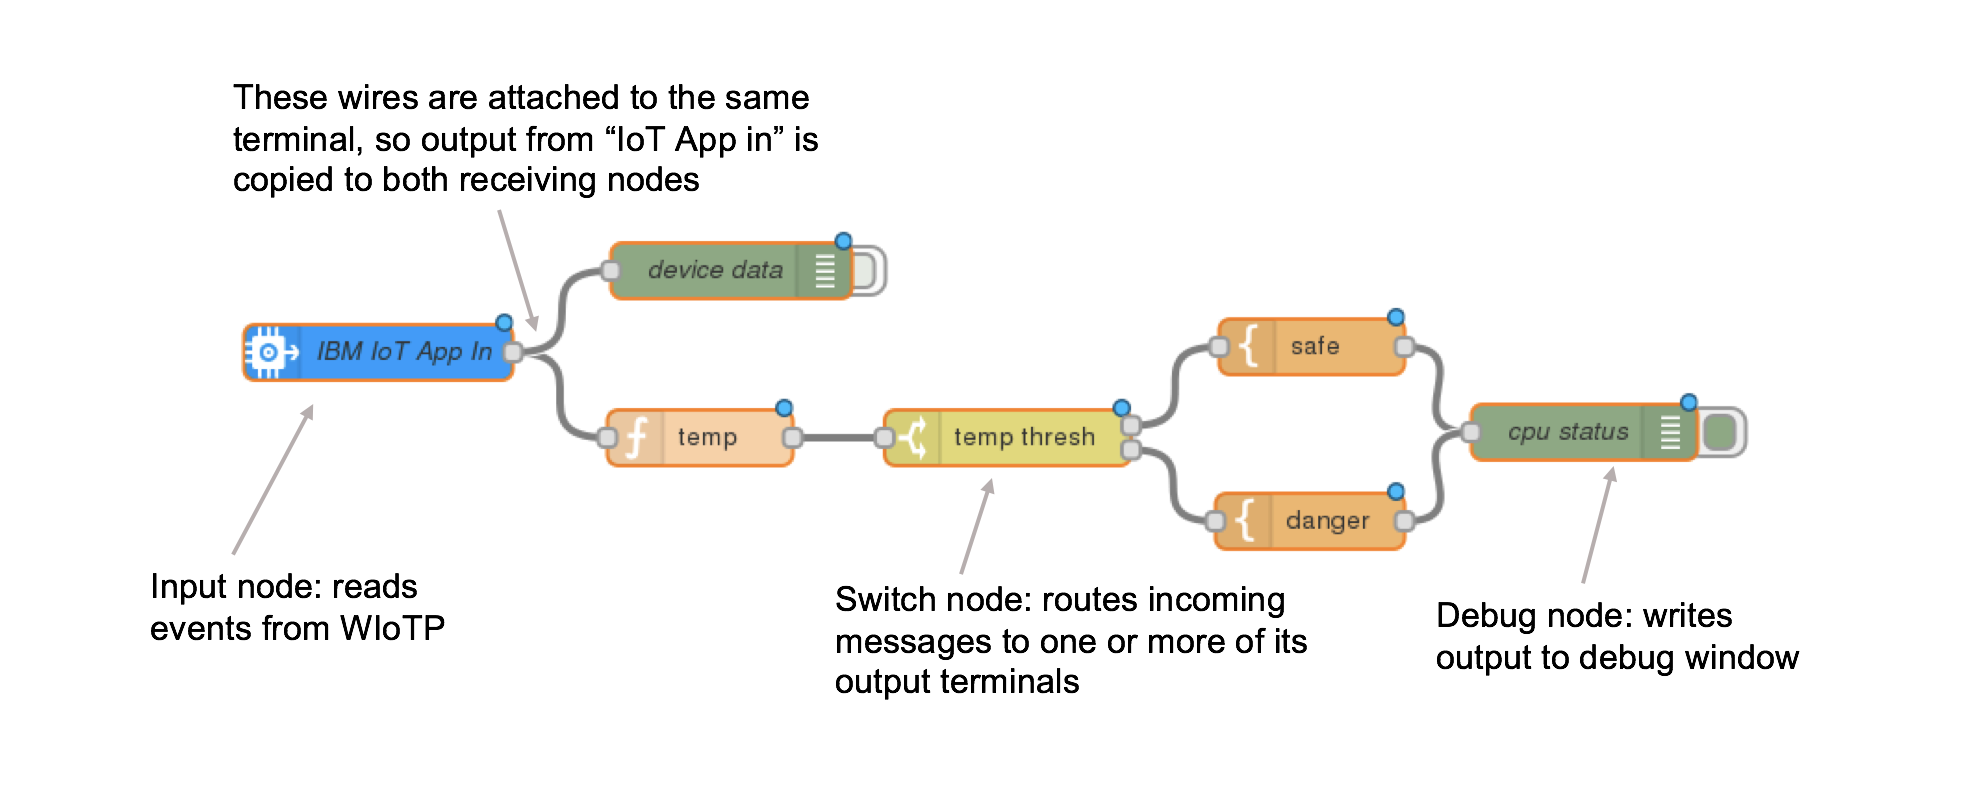 These wires are attached to the same
terminal, so output from “IoT App in” is
copied to both receiving nodes
device data
IBM IoT App In
safe
temp
temp thresh
cpu status
danger
Input node: reads
events from WIoTP
Switch node: routes incoming
messages to one or more of its
output terminals
Debug node: writes
output to debug window